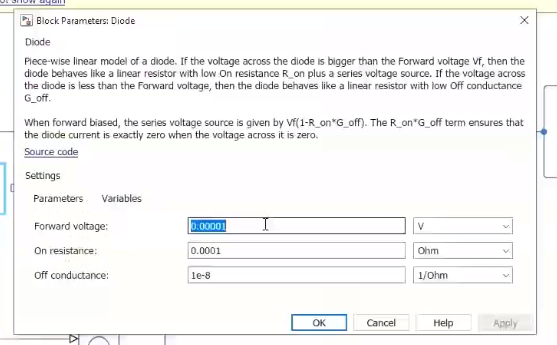 not show again
Block Parameters: Diode
Diode
Piece-wise linear model of a diode. If the voltage across the diode is bigger than the Forward voltage Vf, then the
diode behaves like a linear resistor with low On resistance R_on plus a series voltage source. If the voltage across
the diode is less than the Forward voltage, then the diode behaves like a linear resistor with low Off conductance
G_off.
When forward biased, the series voltage source is given by Vf(1-R_on*G_off). The R_on*G_off term ensures that
the diode current is exactly zero when the voltage across it is zero.
Source code
Settings
Parameters Variables
Forward voltage: 0.00001 V
On resistance: 0.0001 Ohm
Off conductance: 1e-8 1/Ohm
OK Cancel Help Apply